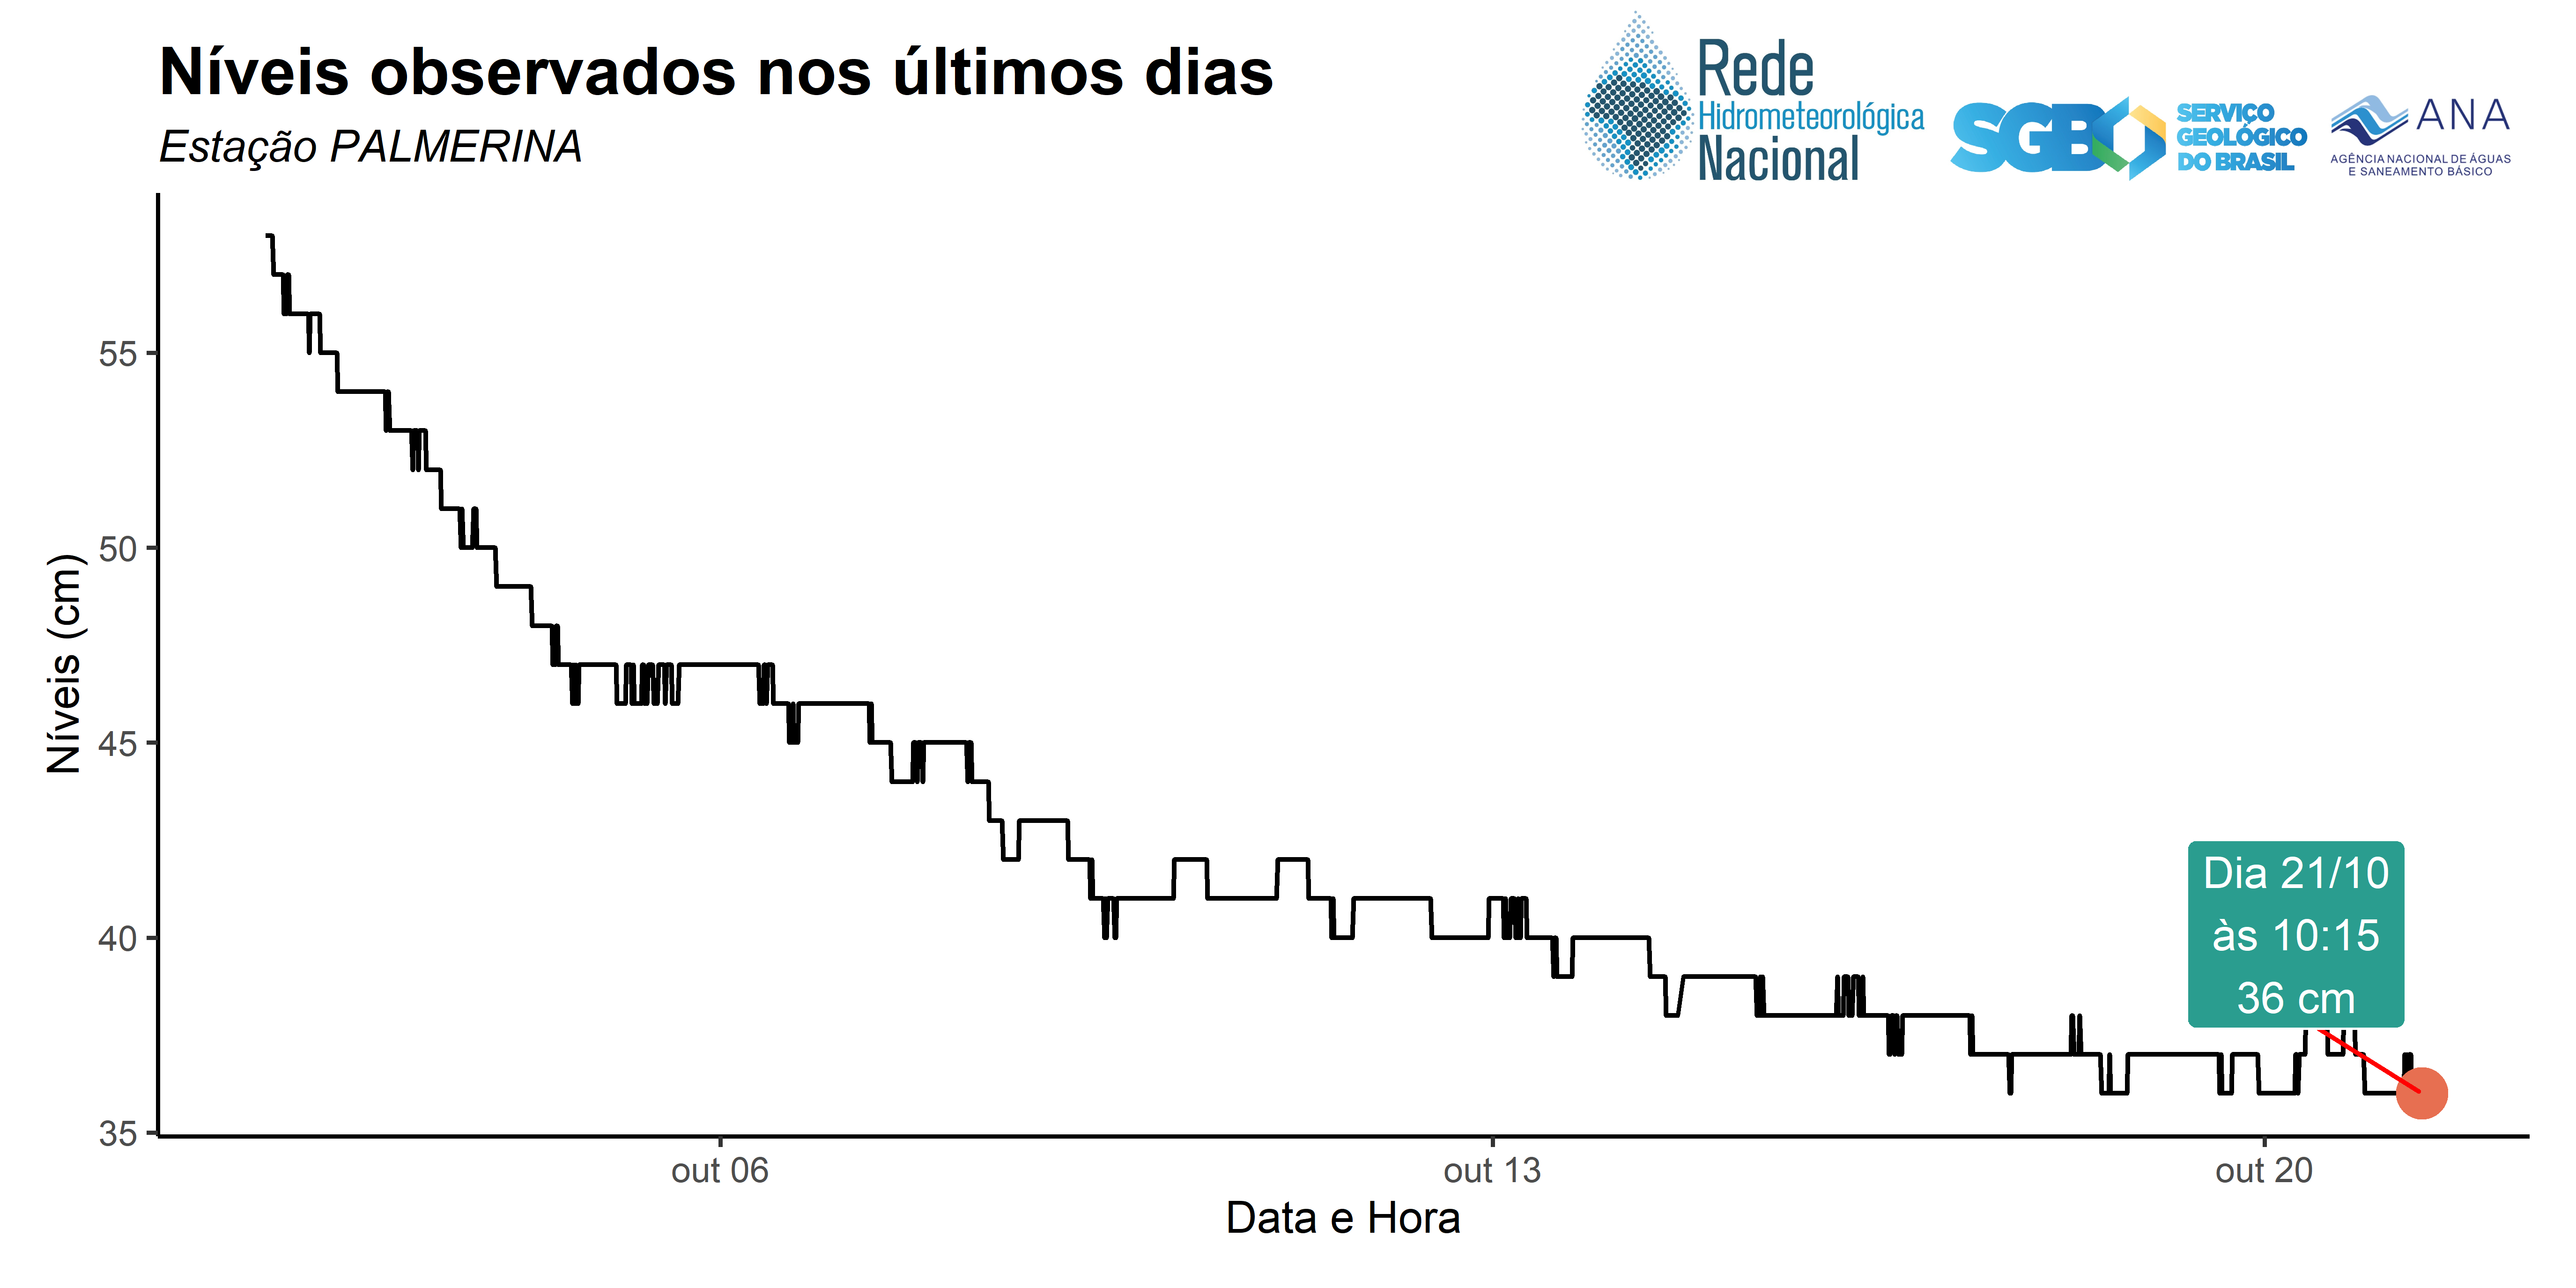 Níveis observados nos últimos dias
Estação PALMERINA
Rede
Hidrometeorológica
Nacional
SGB
SERVIÇO
GEOLÓGICO
DO BRASIL
ANA
AGÊNCIA NACIONAL DE ÁGUAS
E SANEAMENTO BÁSICO
Níveis (cm)
55
50
45
40
35
Dia 21/10
às 10:15
36 cm
out 06
out 13
out 20
Data e Hora